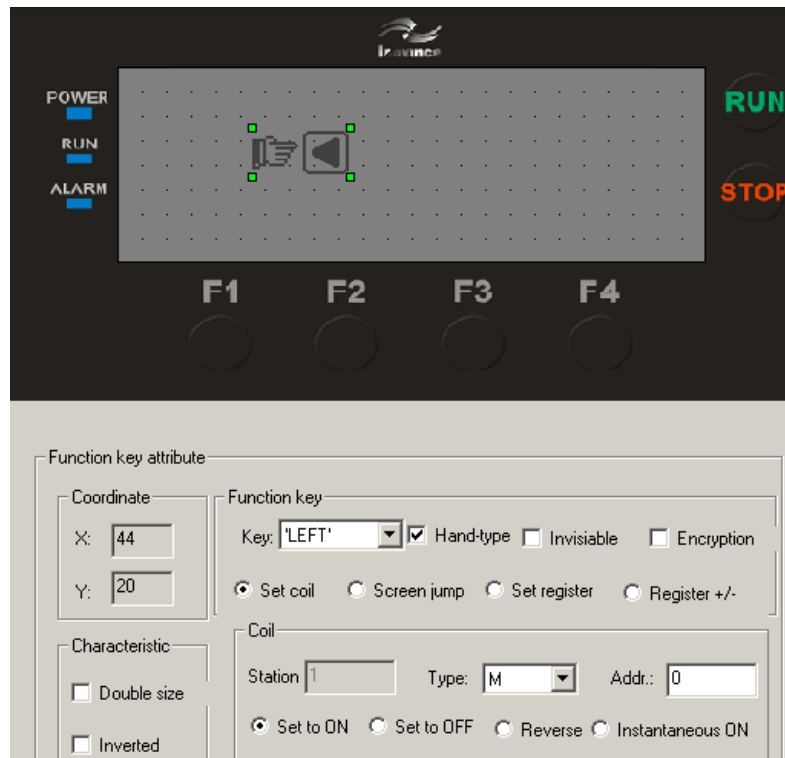 Inovince
POWER
RUN
RUN
ALARM
STOP
F1 F2 F3 F4
Function key attribute
Coordinate
Function key
Key: 'LEFT' Hand-type Invisiable Encryption
X: 44
Y: 20
Set coil Screen jump Set register Register +/-
Characteristic
Coil
Station 1 Type: M Addr.: 0
Double size
Set to ON Set to OFF Reverse Instantaneous ON
Inverted